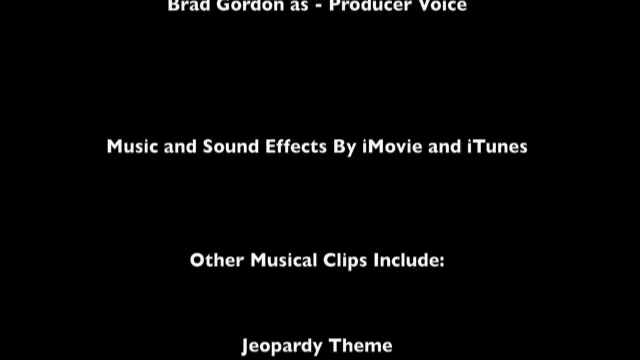 Brad Gordon as - Producer Voice
Music and Sound Effects By iMovie and iTunes
Other Musical Clips Include:
Jeopardy Theme